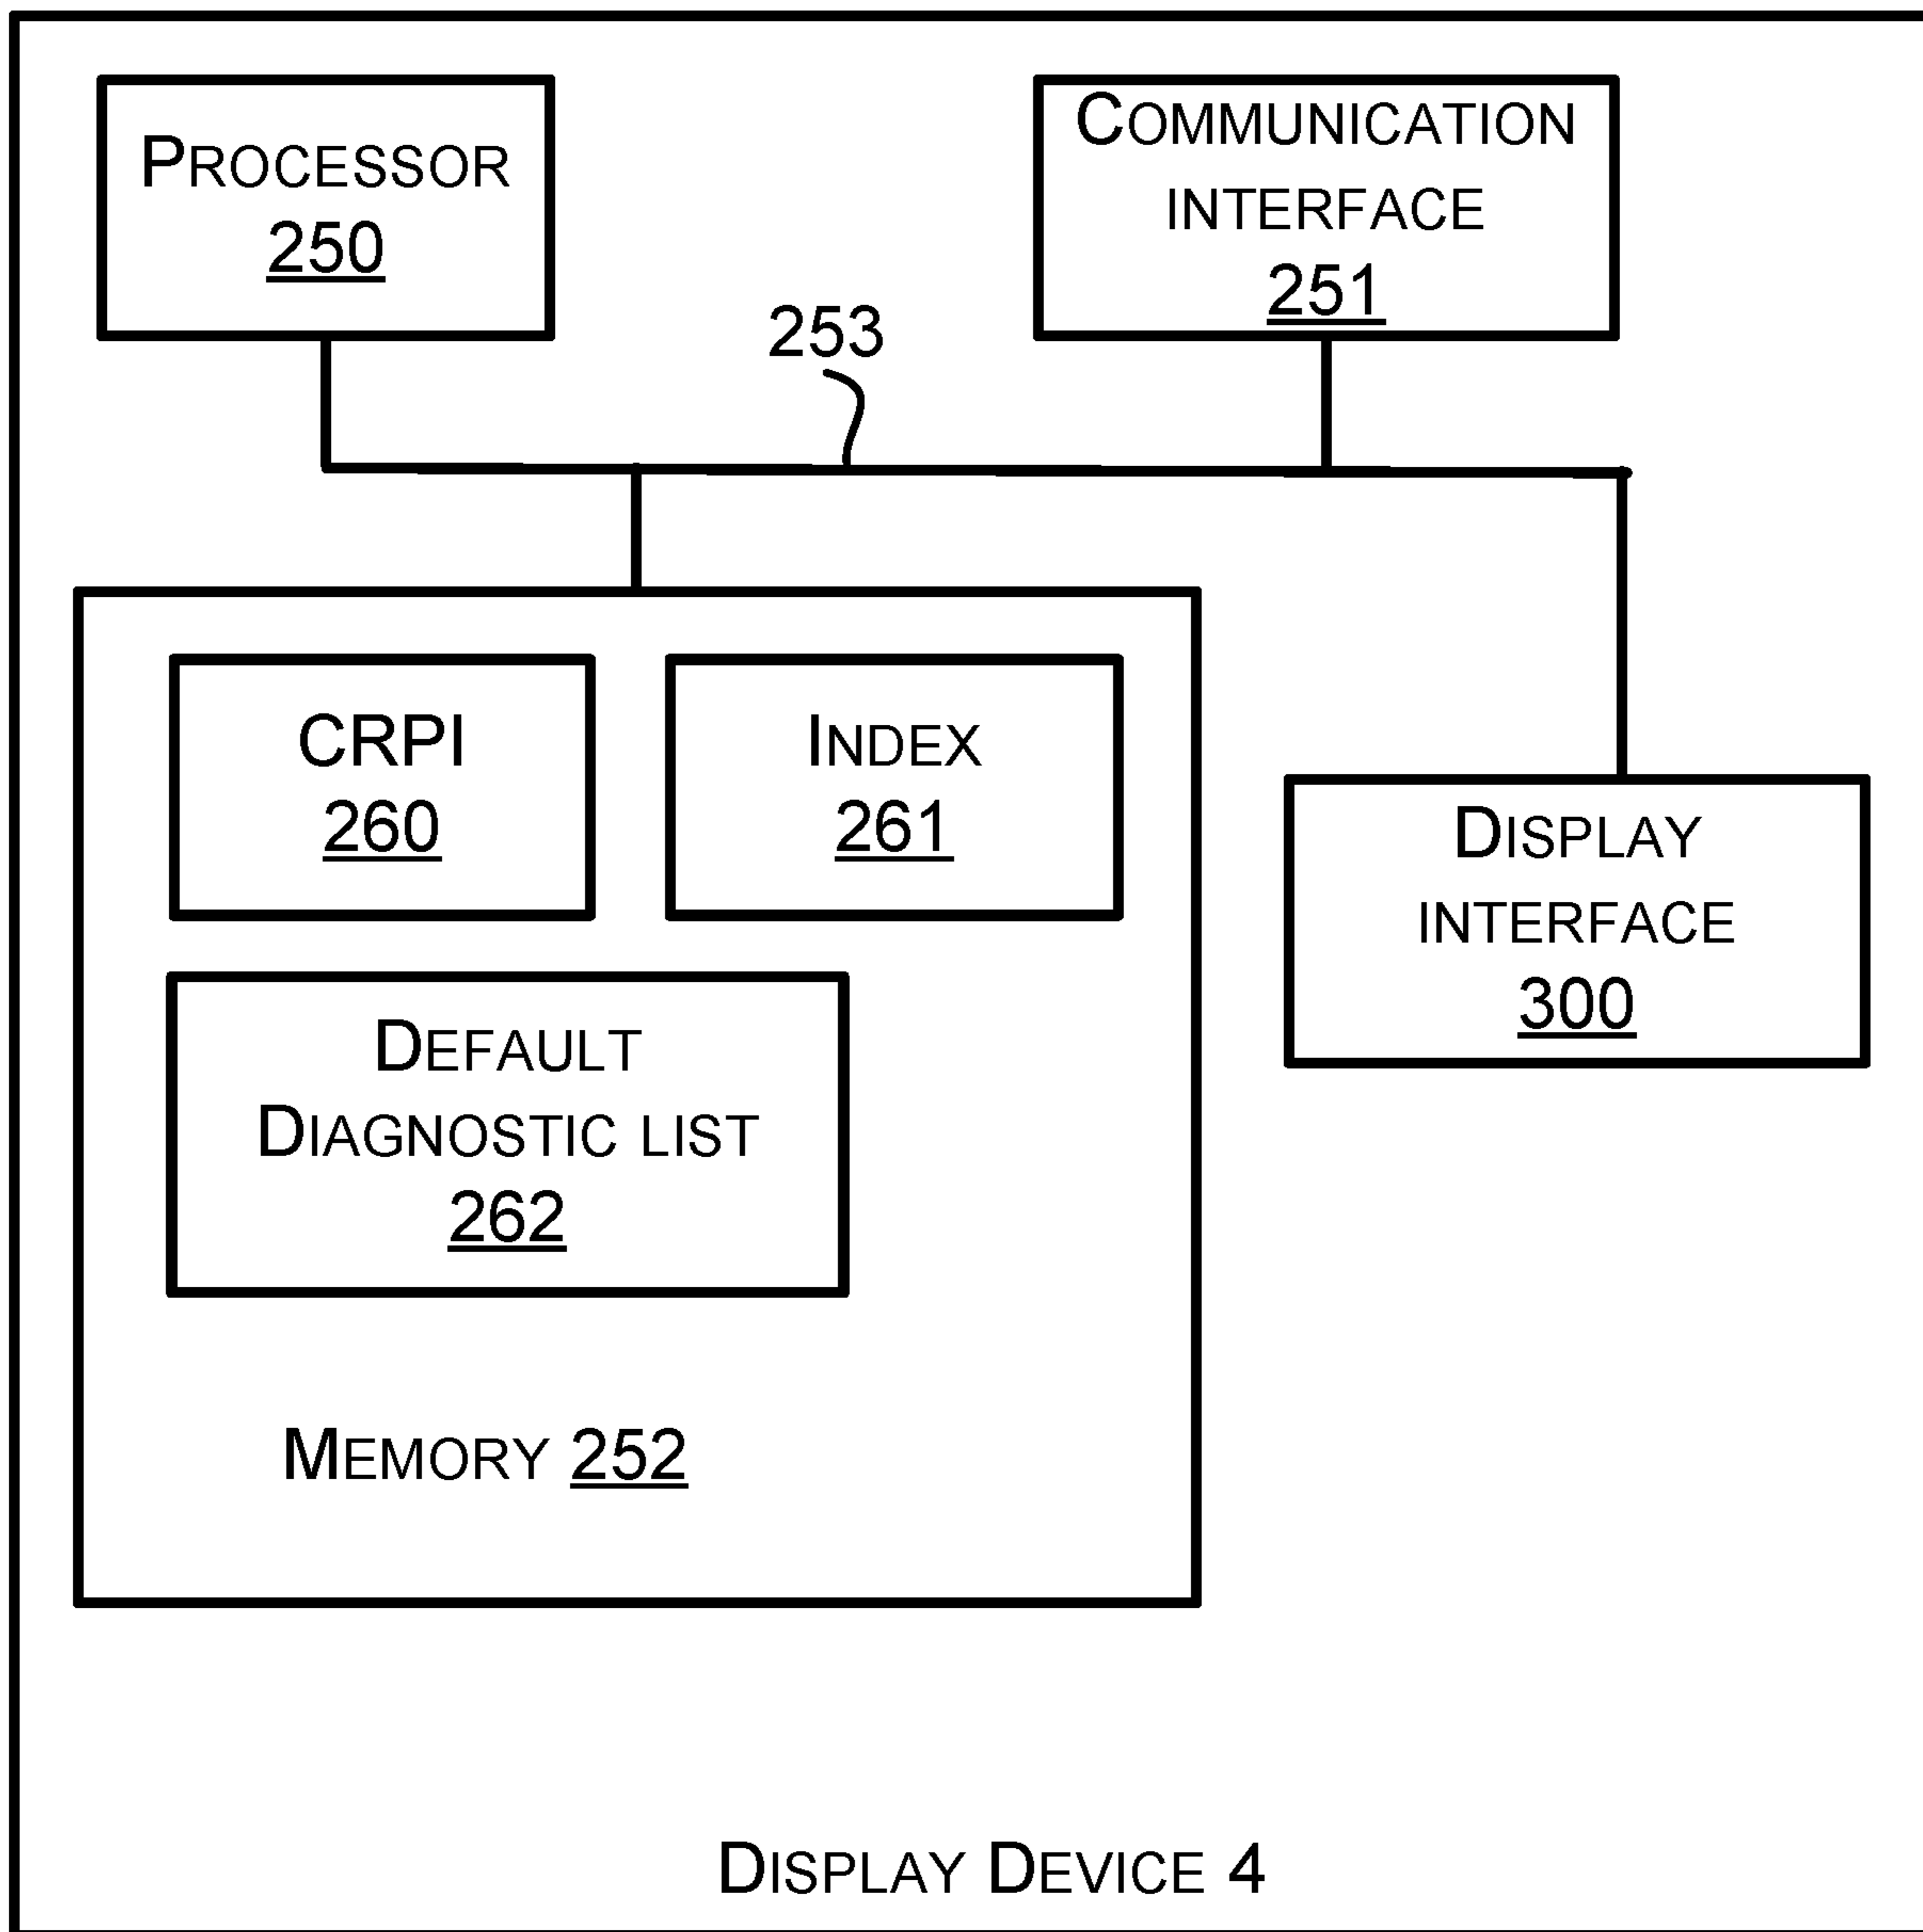 Processor
250
Communication
interface
251
253
CRPI
260
Index
261
Display
interface
300
Default
Diagnostic list
262
Memory 252
Display Device 4